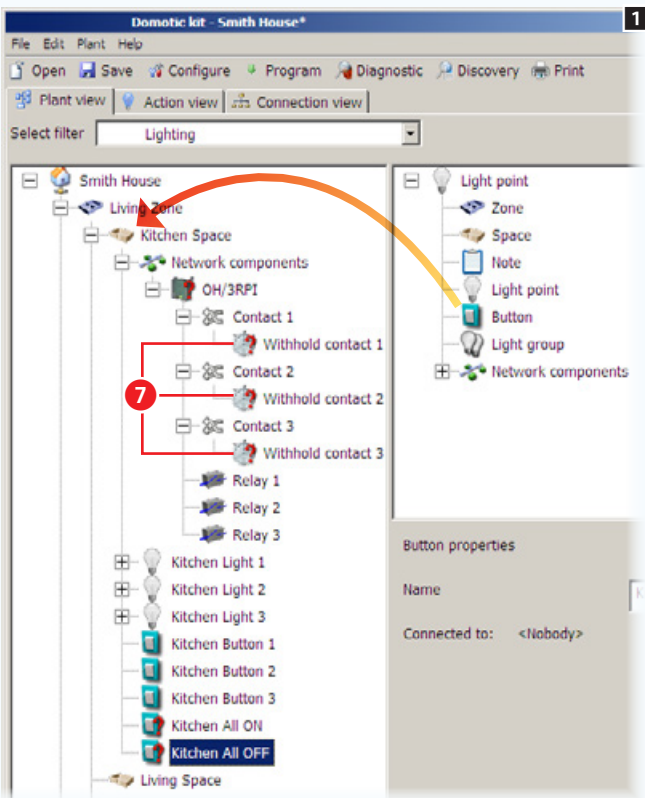 Domotic kit - Smith House*
1
File Edit Plant Help
Open Save Configure Program Diagnostic Discovery Print
Plant view Action view Connection view
Select filter Lighting
Smith House
Living Zone
Kitchen Space
Network components
OH/3RPI
Contact 1
Withhold contact 1
Contact 2
Withhold contact 2
7
Contact 3
Withhold contact 3
Relay 1
Relay 2
Relay 3
Kitchen Light 1
Kitchen Light 2
Kitchen Light 3
Kitchen Button 1
Kitchen Button 2
Kitchen Button 3
Kitchen All ON
Kitchen All OFF
Living Space
Light point
Zone
Space
Note
Light point
Button
Light group
Network components
Button properties
Name K
Connected to: <Nobody>